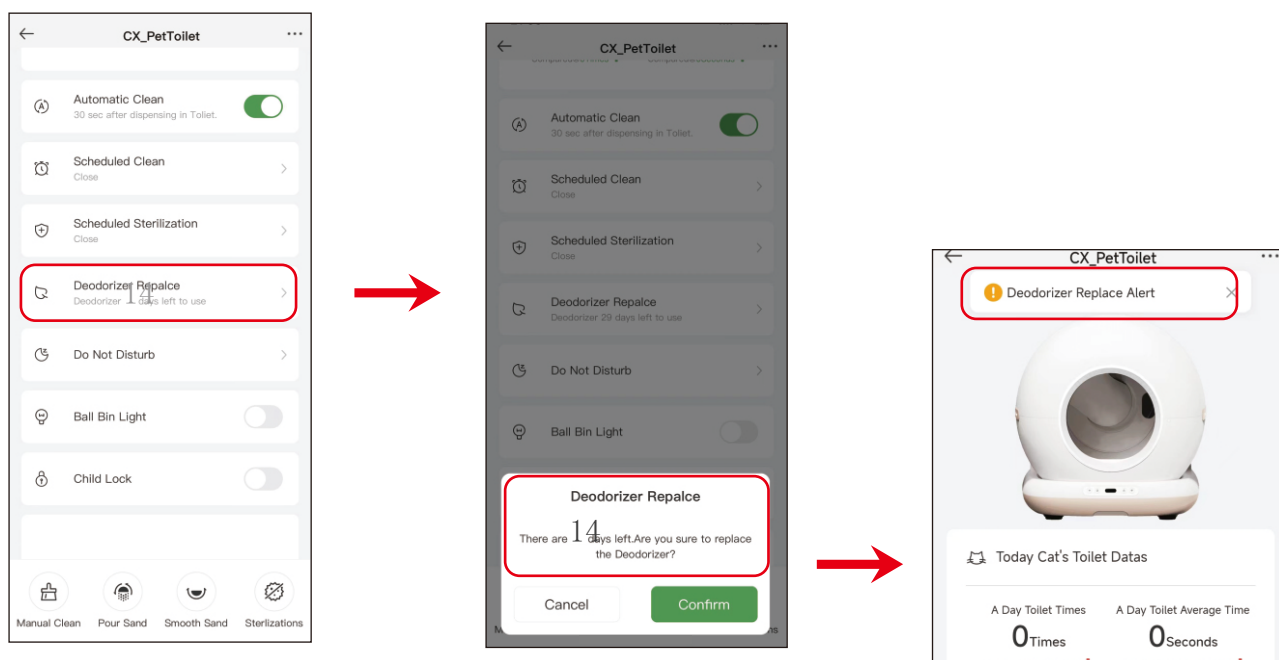 CX_PetToilet
Automatic Clean
30 sec after dispensing in Toliet.
Scheduled Clean
Close
Scheduled Sterilization
Close
Deodorizer Repalce
Deodorizer 14 days left to use
Do Not Disturb
Ball Bin Light
Child Lock
Manual Clean Pour Sand Smooth Sand Sterlizations
CX_PetToilet
Automatic Clean
30 sec after dispensing in Toliet.
Scheduled Clean
Close
Scheduled Sterilization
Close
Deodorizer Repalce
Deodorizer 29 days left to use
Do Not Disturb
Ball Bin Light
Deodorizer Repalce
There are 14 days left.Are you sure to replace
the Deodorizer?
Cancel Confirm
CX_PetToilet
Deodorizer Replace Alert
Today Cat's Toilet Datas
A Day Toilet Times A Day Toilet Average Time
0Times 0Seconds